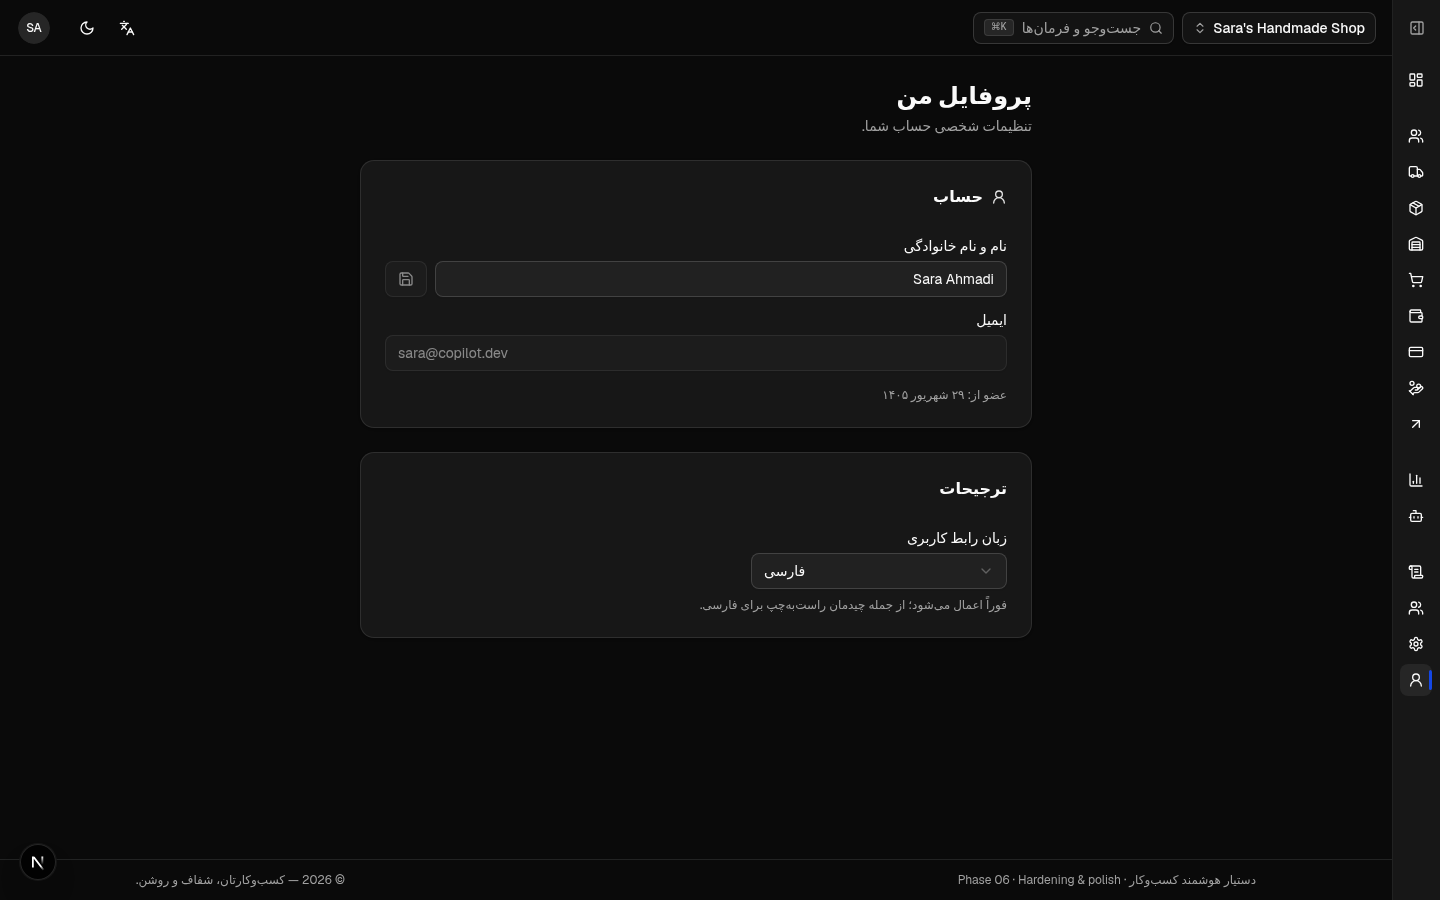 Sara's Handmade Shop
جست‌وجو و فرمان‌ها ⌘K
SA
پروفایل من
تنظیمات شخصی حساب شما.
حساب
نام و نام خانوادگی
Sara Ahmadi
ایمیل
sara@copilot.dev
عضو از: ۲۹ شهریور ۱۴۰۵
ترجیحات
زبان رابط کاربری
فارسی
فوراً اعمال می‌شود؛ از جمله چیدمان راست‌به‌چپ برای فارسی.
دستیار هوشمند کسب‌وکار · Phase 06 · Hardening & polish
© 2026 — کسب‌وکارتان، شفاف و روشن.
N